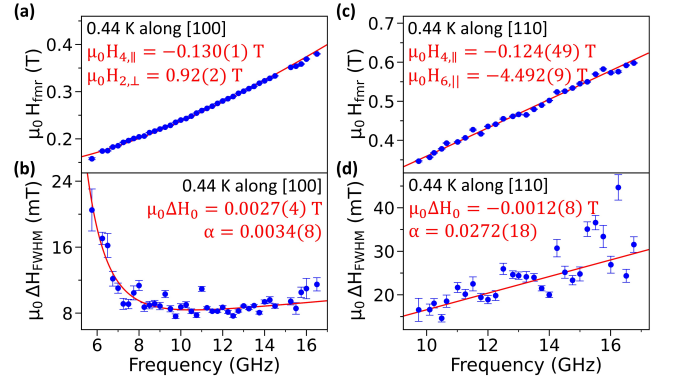 (a)
0.44 K along [100]
μ₀H₄,∥ = −0.130(1) T
μ₀H₂,⊥ = 0.92(2) T
μ₀ H_fmr (T)
0.4
0.3
0.2
(b)
0.44 K along [100]
μ₀ΔH₀ = 0.0027(4) T
α = 0.0034(8)
μ₀ ΔH_FWHM (mT)
24
16
8
6 8 10 12 14 16
Frequency (GHz)
(c)
0.44 K along [110]
μ₀H₄,∥ = −0.124(49) T
μ₀H₆,|| = −4.492(9) T
μ₀ H_fmr (T)
0.7
0.6
0.5
0.4
(d)
0.44 K along [110]
μ₀ΔH₀ = −0.0012(8) T
α = 0.0272(18)
μ₀ ΔH_FWHM (mT)
40
30
20
10 12 14 16
Frequency (GHz)